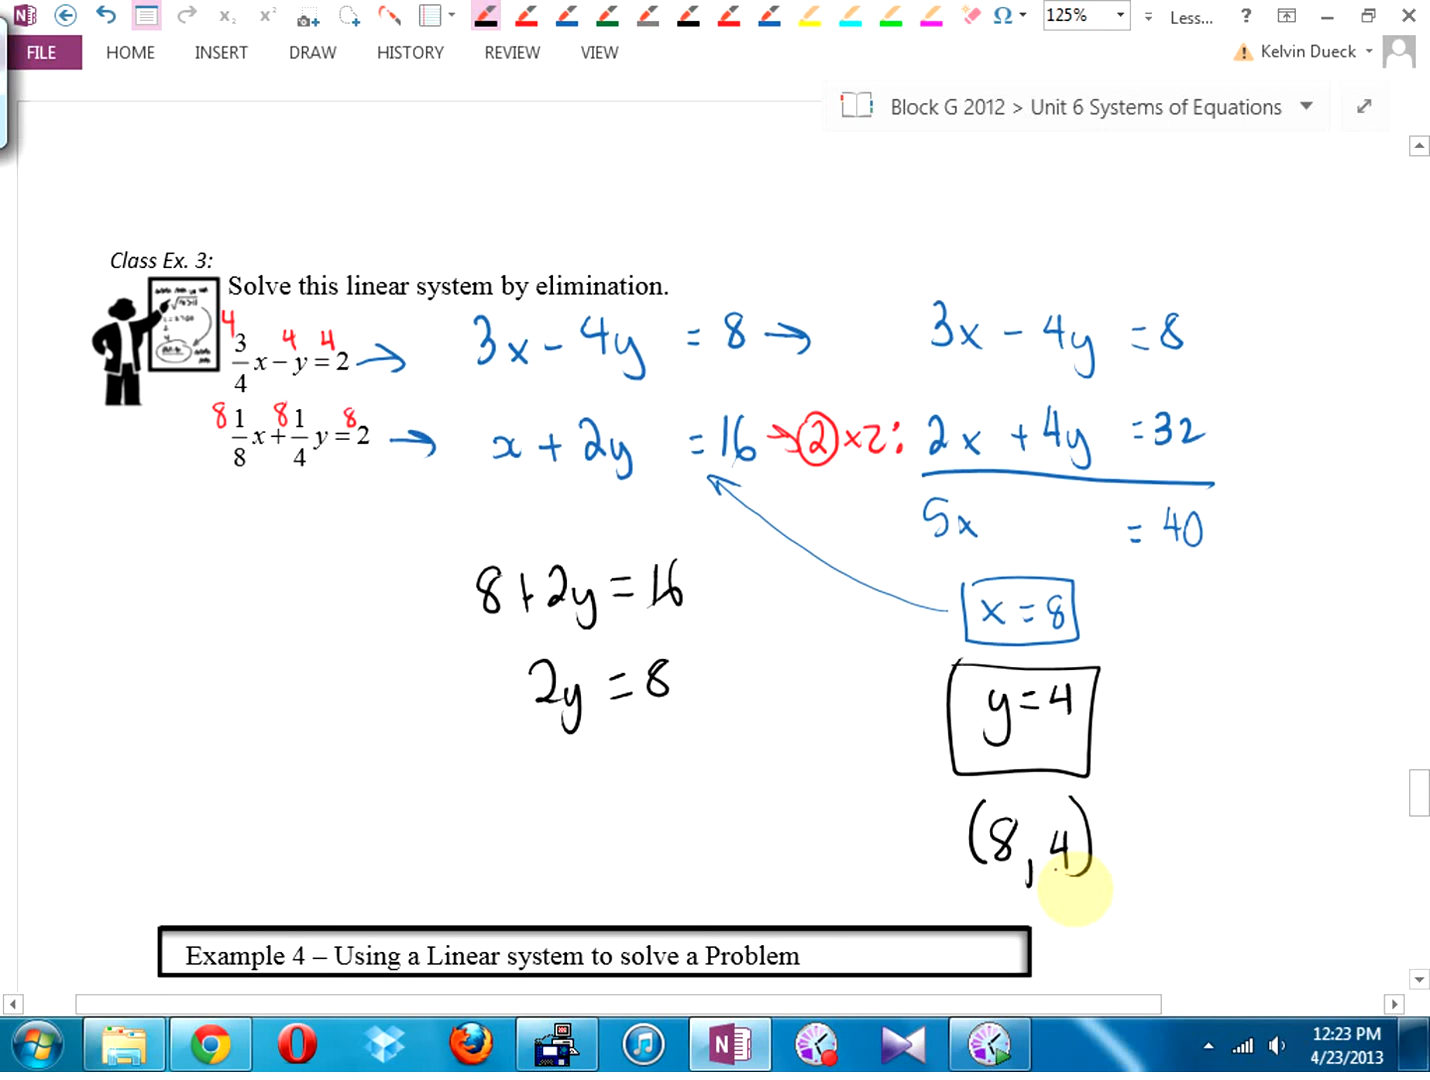 125%
Less...
?
FILE HOME INSERT DRAW HISTORY REVIEW VIEW
Kelvin Dueck
Block G 2012 > Unit 6 Systems of Equations
Class Ex. 3:
Solve this linear system by elimination.
4 4 4
3/4 x − y = 2 → 3x − 4y = 8 → 3x − 4y = 8
8 8 8
1/8 x + 1/4 y = 2 → x + 2y = 16 → ② ×2: 2x + 4y = 32
5x = 40
8 + 2y = 16
x = 8
2y = 8
y = 4
(8, 4)
Example 4 – Using a Linear system to solve a Problem
12:23 PM
4/23/2013